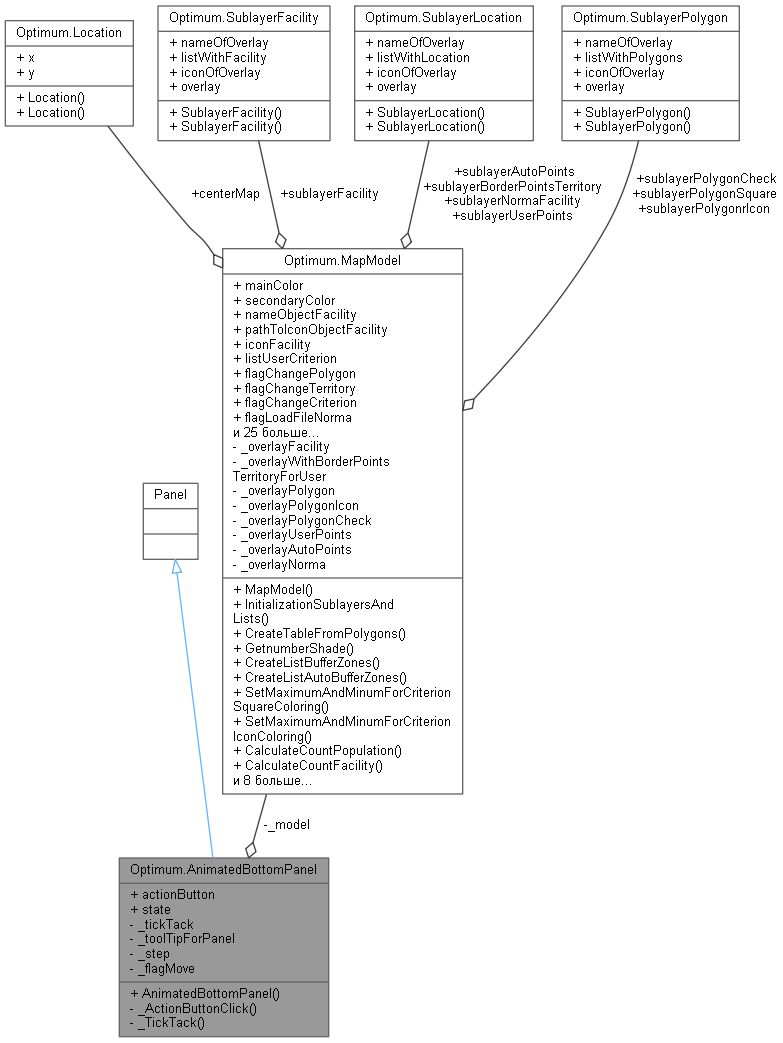 Optimum.Location
+ x
+ y
+ Location()
+ Location()
Optimum.SublayerFacility
+ nameOfOverlay
+ listWithFacility
+ iconOfOverlay
+ overlay
+ SublayerFacility()
+ SublayerFacility()
Optimum.SublayerLocation
+ nameOfOverlay
+ listWithLocation
+ iconOfOverlay
+ overlay
+ SublayerLocation()
+ SublayerLocation()
Optimum.SublayerPolygon
+ nameOfOverlay
+ listWithPolygons
+ iconOfOverlay
+ overlay
+ SublayerPolygon()
+ SublayerPolygon()
+centerMap
+sublayerFacility
+sublayerAutoPoints
+sublayerBorderPointsTerritory
+sublayerNormaFacility
+sublayerUserPoints
+sublayerPolygonCheck
+sublayerPolygonSquare
+sublayerPolygonIcon
Optimum.MapModel
+ mainColor
+ secondaryColor
+ nameObjectFacility
+ pathToIconObjectFacility
+ iconFacility
+ listUserCriterion
+ flagChangePolygon
+ flagChangeTerritory
+ flagChangeCriterion
+ flagLoadFileNorma
и 25 больше...
- _overlayFacility
- _overlayWithBorderPoints
TerritoryForUser
- _overlayPolygon
- _overlayPolygonIcon
- _overlayPolygonCheck
- _overlayUserPoints
- _overlayAutoPoints
- _overlayNorma
+ MapModel()
+ InitializationSublayersAnd
Lists()
+ CreateTableFromPolygons()
+ GetnumberShade()
+ CreateListBufferZones()
+ CreateListAutoBufferZones()
+ SetMaximumAndMinumForCriterion
SquareColoring()
+ SetMaximumAndMinumForCriterion
IconColoring()
+ CalculateCountPopulation()
+ CalculateCountFacility()
и 8 больше...
Panel
-_model
Optimum.AnimatedBottomPanel
+ actionButton
+ state
- _tickTack
- _toolTipForPanel
- _step
- _flagMove
+ AnimatedBottomPanel()
- _ActionButtonClick()
- _TickTack()